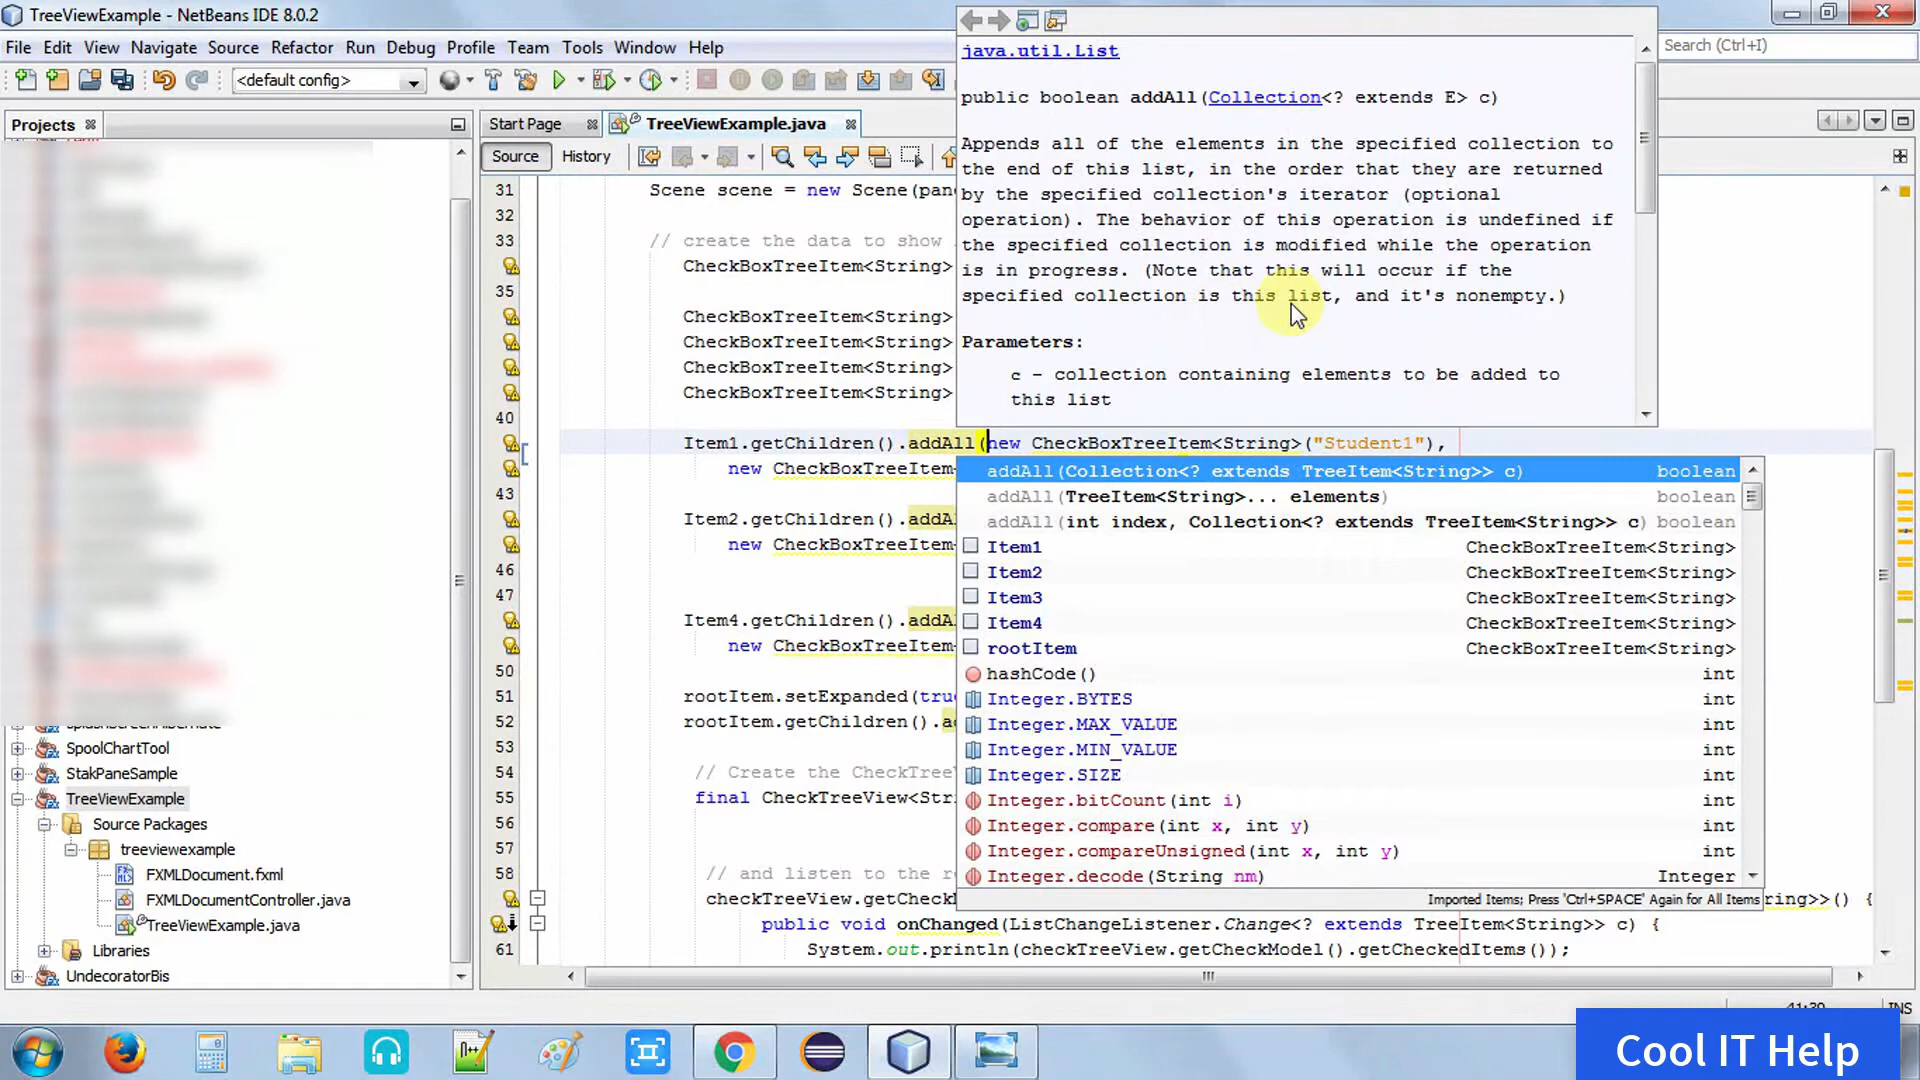 TreeViewExample - NetBeans IDE 8.0.2
File Edit View Navigate Source Refactor Run Debug Profile Team Tools Window Help
Search (Ctrl+I)
<default config>
Projects
Start Page
TreeViewExample.java
Source History
java.util.List
public boolean addAll(Collection<? extends E> c)
Appends all of the elements in the specified collection to
the end of this list, in the order that they are returned
by the specified collection's iterator (optional
operation). The behavior of this operation is undefined if
the specified collection is modified while the operation
is in progress. (Note that this will occur if the
specified collection is this list, and it's nonempty.)
Parameters:
c - collection containing elements to be added to
this list
31 Scene scene = new Scene(pan
32
33 // create the data to show
CheckBoxTreeItem<String>
35
CheckBoxTreeItem<String>
CheckBoxTreeItem<String>
CheckBoxTreeItem<String>
CheckBoxTreeItem<String>
40
Item1.getChildren().addAll(new CheckBoxTreeItem<String>("Student1"),
new CheckBoxTreeItem
43
Item2.getChildren().addAl
new CheckBoxTreeItem
46
47
Item4.getChildren().addAl
new CheckBoxTreeItem
50
51 rootItem.setExpanded(true
52 rootItem.getChildren().ad
53
54 // Create the CheckTreeV
55 final CheckTreeView<Stri
56
57
58 // and listen to the re
checkTreeView.getCheck
ring>>() {
public void onChanged(ListChangeListener.Change<? extends TreeItem<String>> c) {
61 System.out.println(checkTreeView.getCheckModel().getCheckedItems());
addAll(Collection<? extends TreeItem<String>> c) boolean
addAll(TreeItem<String>... elements) boolean
addAll(int index, Collection<? extends TreeItem<String>> c) boolean
Item1 CheckBoxTreeItem<String>
Item2 CheckBoxTreeItem<String>
Item3 CheckBoxTreeItem<String>
Item4 CheckBoxTreeItem<String>
rootItem CheckBoxTreeItem<String>
hashCode() int
Integer.BYTES int
Integer.MAX_VALUE int
Integer.MIN_VALUE int
Integer.SIZE int
Integer.bitCount(int i) int
Integer.compare(int x, int y) int
Integer.compareUnsigned(int x, int y) int
Integer.decode(String nm) Integer
Imported Items; Press 'Ctrl+SPACE' Again for All Items
SpoolChartTool
StakPaneSample
TreeViewExample
Source Packages
treeviewexample
FXMLDocument.fxml
FXMLDocumentController.java
TreeViewExample.java
Libraries
UndecoratorBis
INS
Cool IT Help